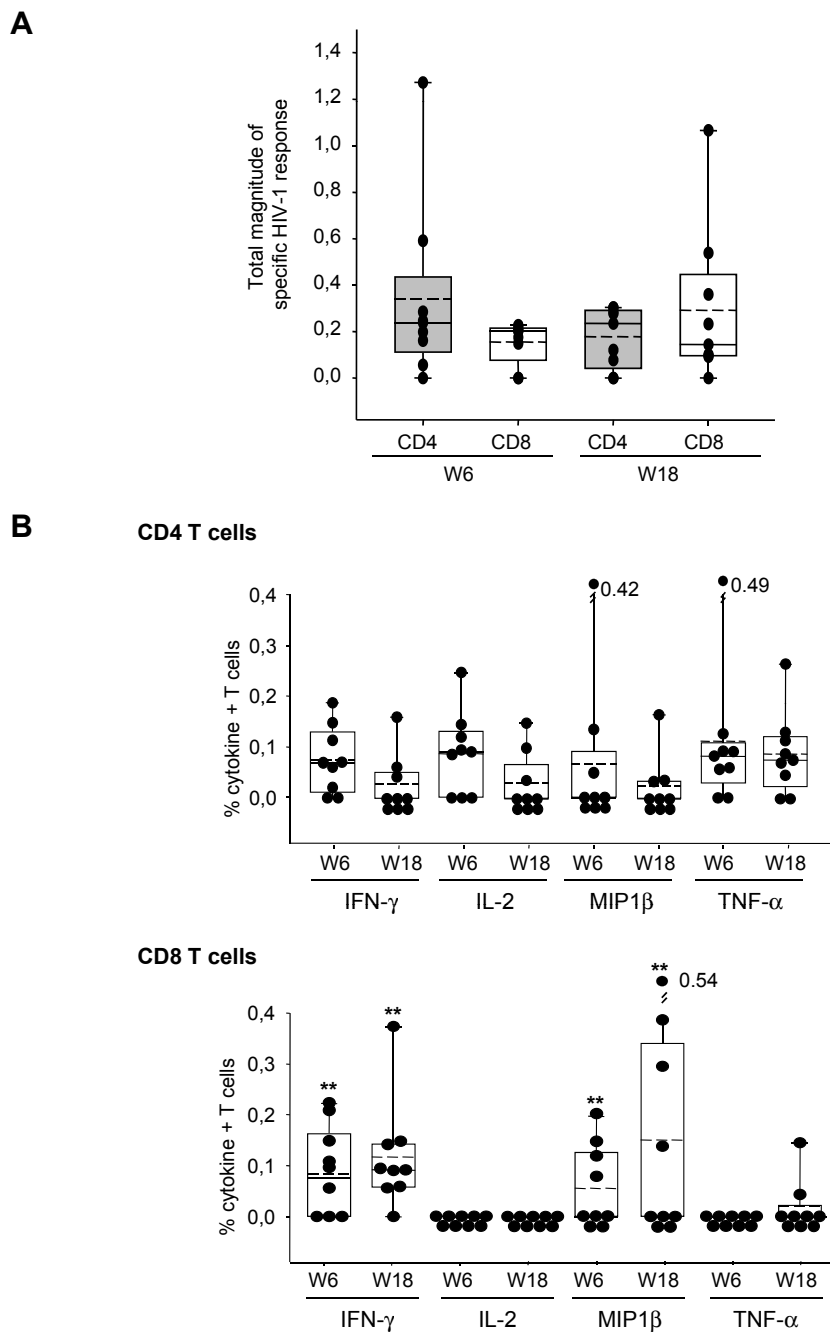 A
Total magnitude of
specific HIV-1 response
1,4
1,2
1,0
0,8
0,6
0,4
0,2
0,0
CD4 CD8 CD4 CD8
W6 W18
B
CD4 T cells
% cytokine + T cells
0,4
0,3
0,2
0,1
0,0
0.42 0.49
W6 W18 W6 W18 W6 W18 W6 W18
IFN-γ IL-2 MIP1β TNF-α
CD8 T cells
% cytokine + T cells
0,4
0,3
0,2
0,1
0,0
** ** ** **
0.54
W6 W18 W6 W18 W6 W18 W6 W18
IFN-γ IL-2 MIP1β TNF-α